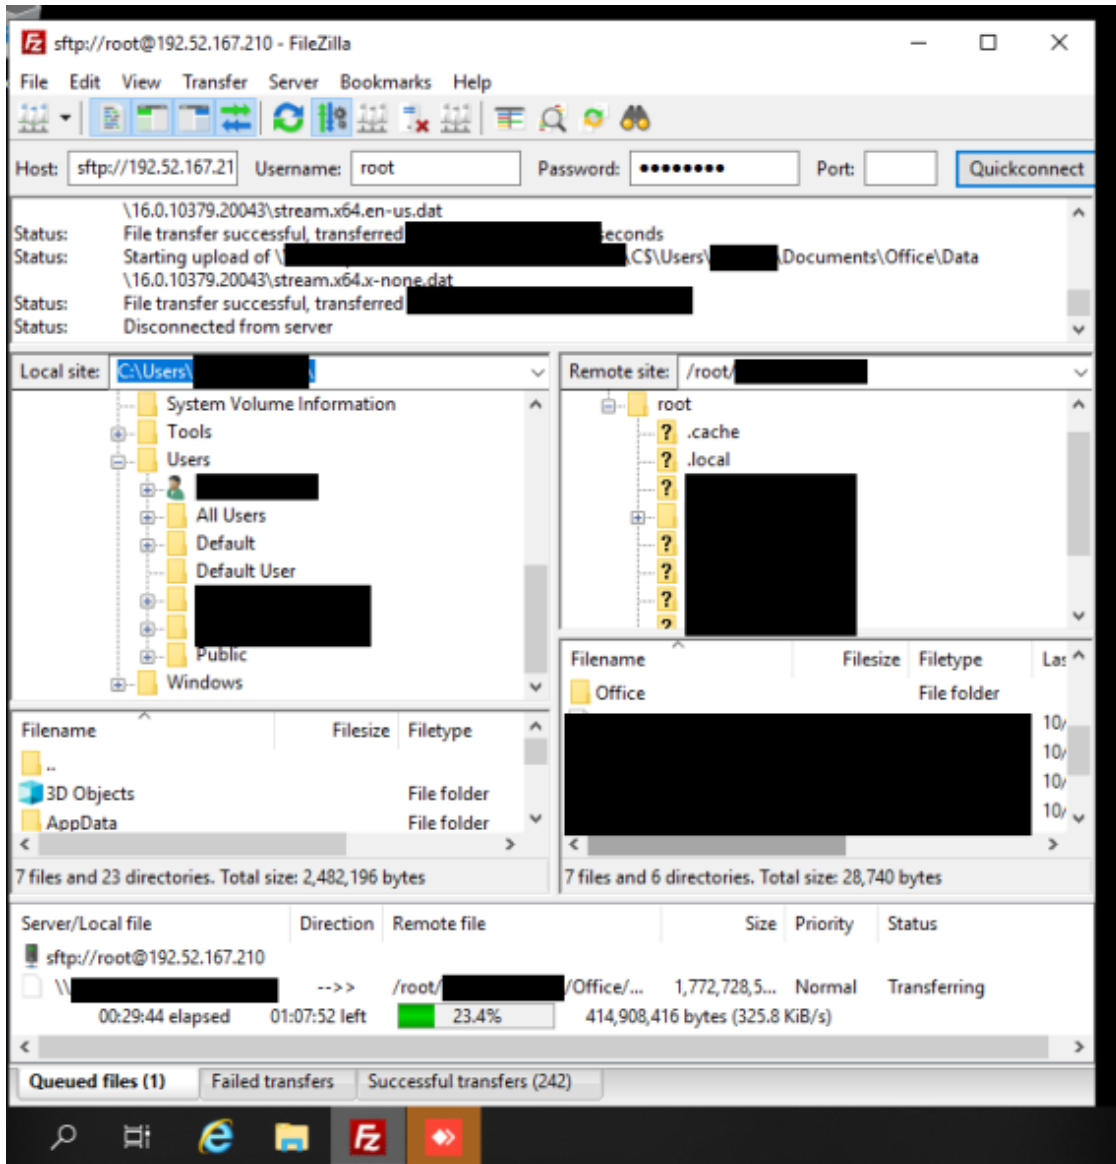 sftp://root@192.52.167.210 - FileZilla
File Edit View Transfer Server Bookmarks Help
Host: sftp://192.52.167.21 Username: root Password: ●●●●●●●● Port: Quickconnect
\16.0.10379.20043\stream.x64.en-us.dat
Status: File transfer successful, transferred seconds
Status: Starting upload of \ \C$\Users\ \Documents\Office\Data
\16.0.10379.20043\stream.x64.x-none.dat
Status: File transfer successful, transferred
Status: Disconnected from server
Local site: C:\Users\ \
System Volume Information
Tools
Users
All Users
Default
Default User
Public
Windows
Remote site: /root/
root
? .cache
? .local
?
?
?
?
?
Filename Filesize Filetype
..
3D Objects File folder
AppData File folder
7 files and 23 directories. Total size: 2,482,196 bytes
Filename Filesize Filetype Las
Office File folder
10/
10/
10/
10/
7 files and 6 directories. Total size: 28,740 bytes
Server/Local file Direction Remote file Size Priority Status
sftp://root@192.52.167.210
\\ -->> /root/ /Office/... 1,772,728,5... Normal Transferring
00:29:44 elapsed 01:07:52 left 23.4% 414,908,416 bytes (325.8 KiB/s)
Queued files (1) Failed transfers Successful transfers (242)